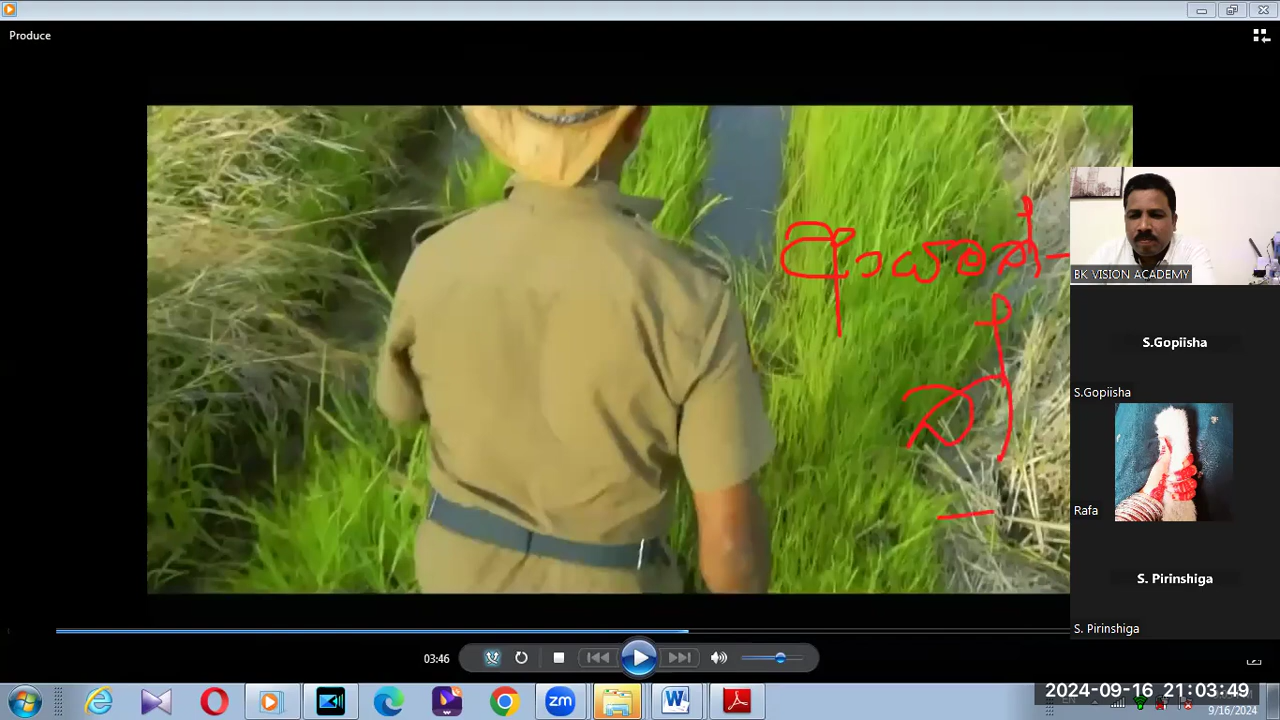 Produce
BK VISION ACADEMY
S.Gopiisha
S.Gopiisha
Rafa
S. Pirinshiga
S. Pirinshiga
03:46
2024-09-16 21:03:49
9/16/2024